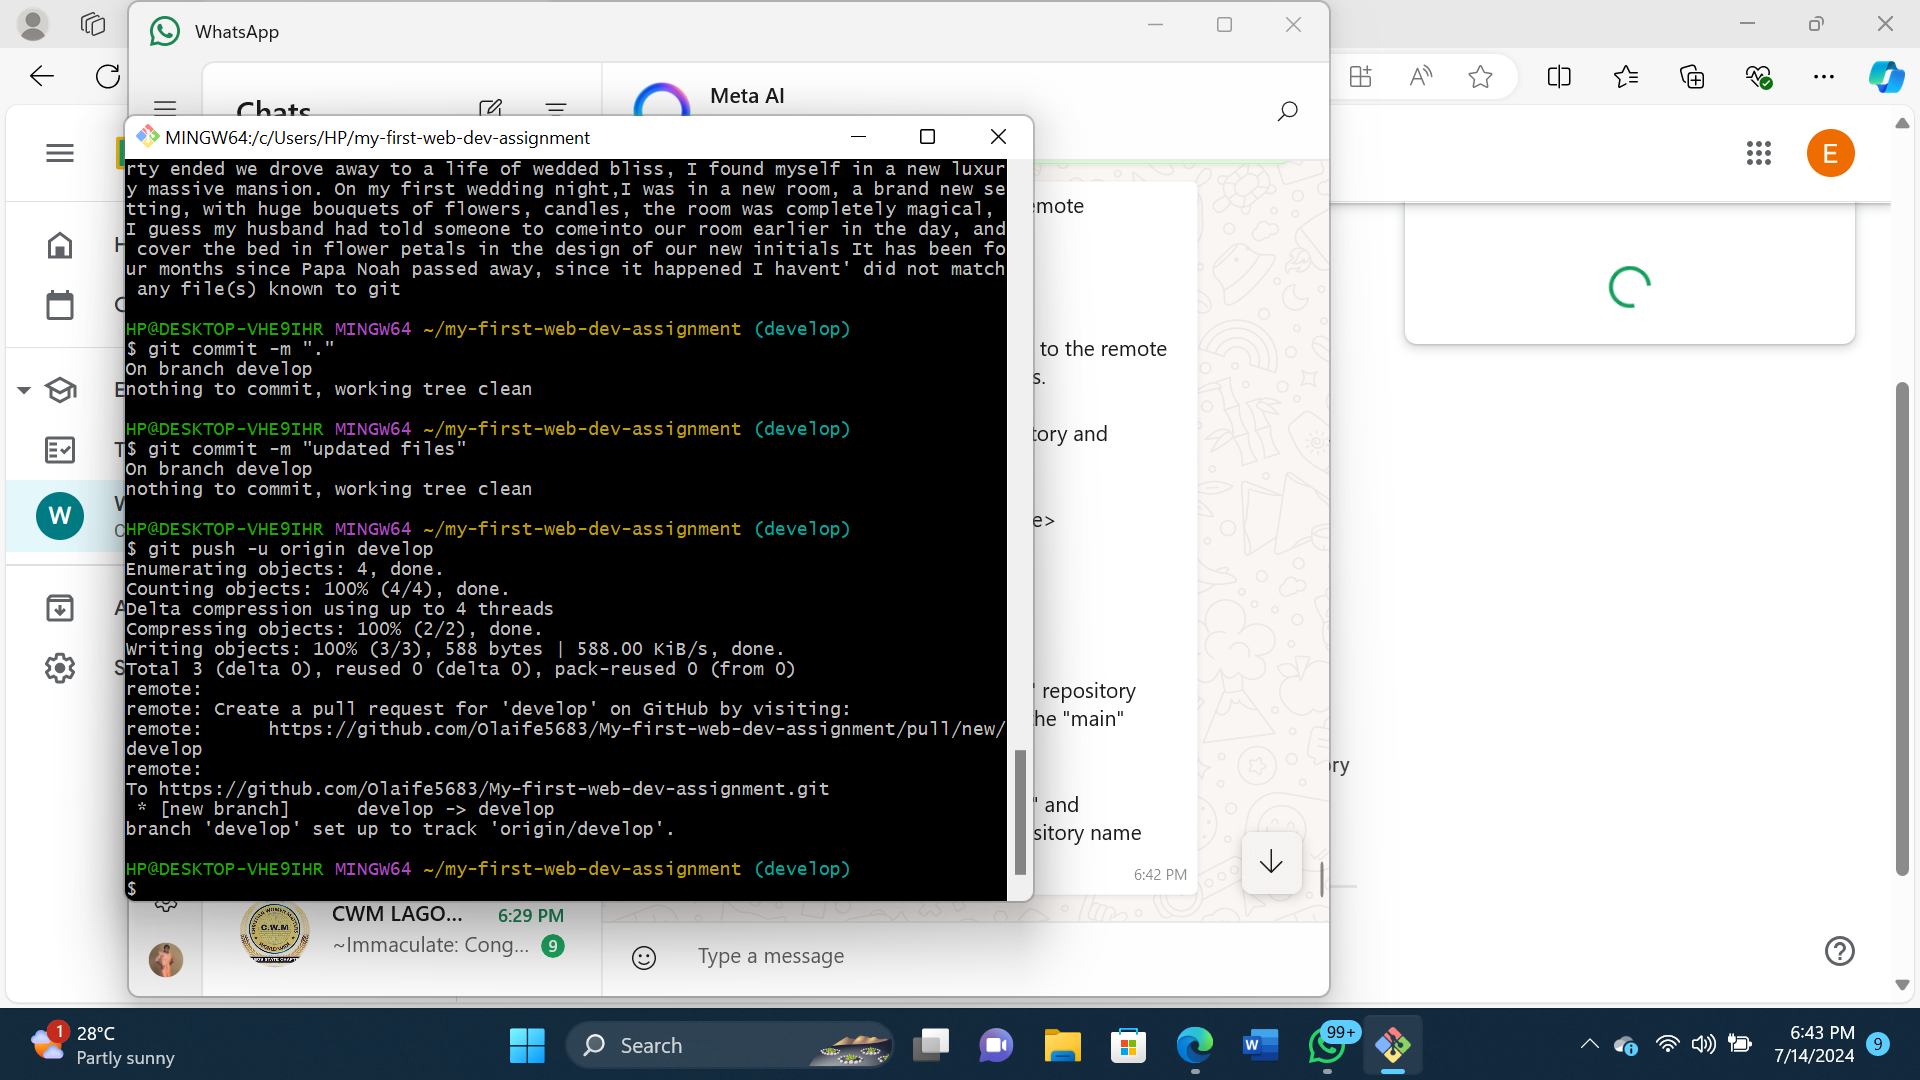 WhatsApp
Chats
Meta AI
MINGW64:/c/Users/HP/my-first-web-dev-assignment
rty ended we drove away to a life of wedded bliss, I found myself in a new luxur
y massive mansion. On my first wedding night,I was in a new room, a brand new se
tting, with huge bouquets of flowers, candles, the room was completely magical,
I guess my husband had told someone to comeinto our room earlier in the day, and
cover the bed in flower petals in the design of our new initials It has been fo
ur months since Papa Noah passed away, since it happened I havent' did not match
any file(s) known to git
HP@DESKTOP-VHE9IHR MINGW64 ~/my-first-web-dev-assignment (develop)
$ git commit -m "."
On branch develop
nothing to commit, working tree clean
HP@DESKTOP-VHE9IHR MINGW64 ~/my-first-web-dev-assignment (develop)
$ git commit -m "updated files"
On branch develop
nothing to commit, working tree clean
HP@DESKTOP-VHE9IHR MINGW64 ~/my-first-web-dev-assignment (develop)
$ git push -u origin develop
Enumerating objects: 4, done.
Counting objects: 100% (4/4), done.
Delta compression using up to 4 threads
Compressing objects: 100% (2/2), done.
Writing objects: 100% (3/3), 588 bytes | 588.00 KiB/s, done.
Total 3 (delta 0), reused 0 (delta 0), pack-reused 0 (from 0)
remote:
remote: Create a pull request for 'develop' on GitHub by visiting:
remote:      https://github.com/Olaife5683/My-first-web-dev-assignment/pull/new/
develop
remote:
To https://github.com/Olaife5683/My-first-web-dev-assignment.git
* [new branch]      develop -> develop
branch 'develop' set up to track 'origin/develop'.
HP@DESKTOP-VHE9IHR MINGW64 ~/my-first-web-dev-assignment (develop)
$
emote
to the remote
s.
tory and
e>
" repository
he "main"
" and
sitory name
6:42 PM
ry
E
W
CWM LAGO... 6:29 PM
~Immaculate: Cong... 9
C.W.M
Type a message
1
28°C
Partly sunny
Search
99+
6:43 PM
7/14/2024
9